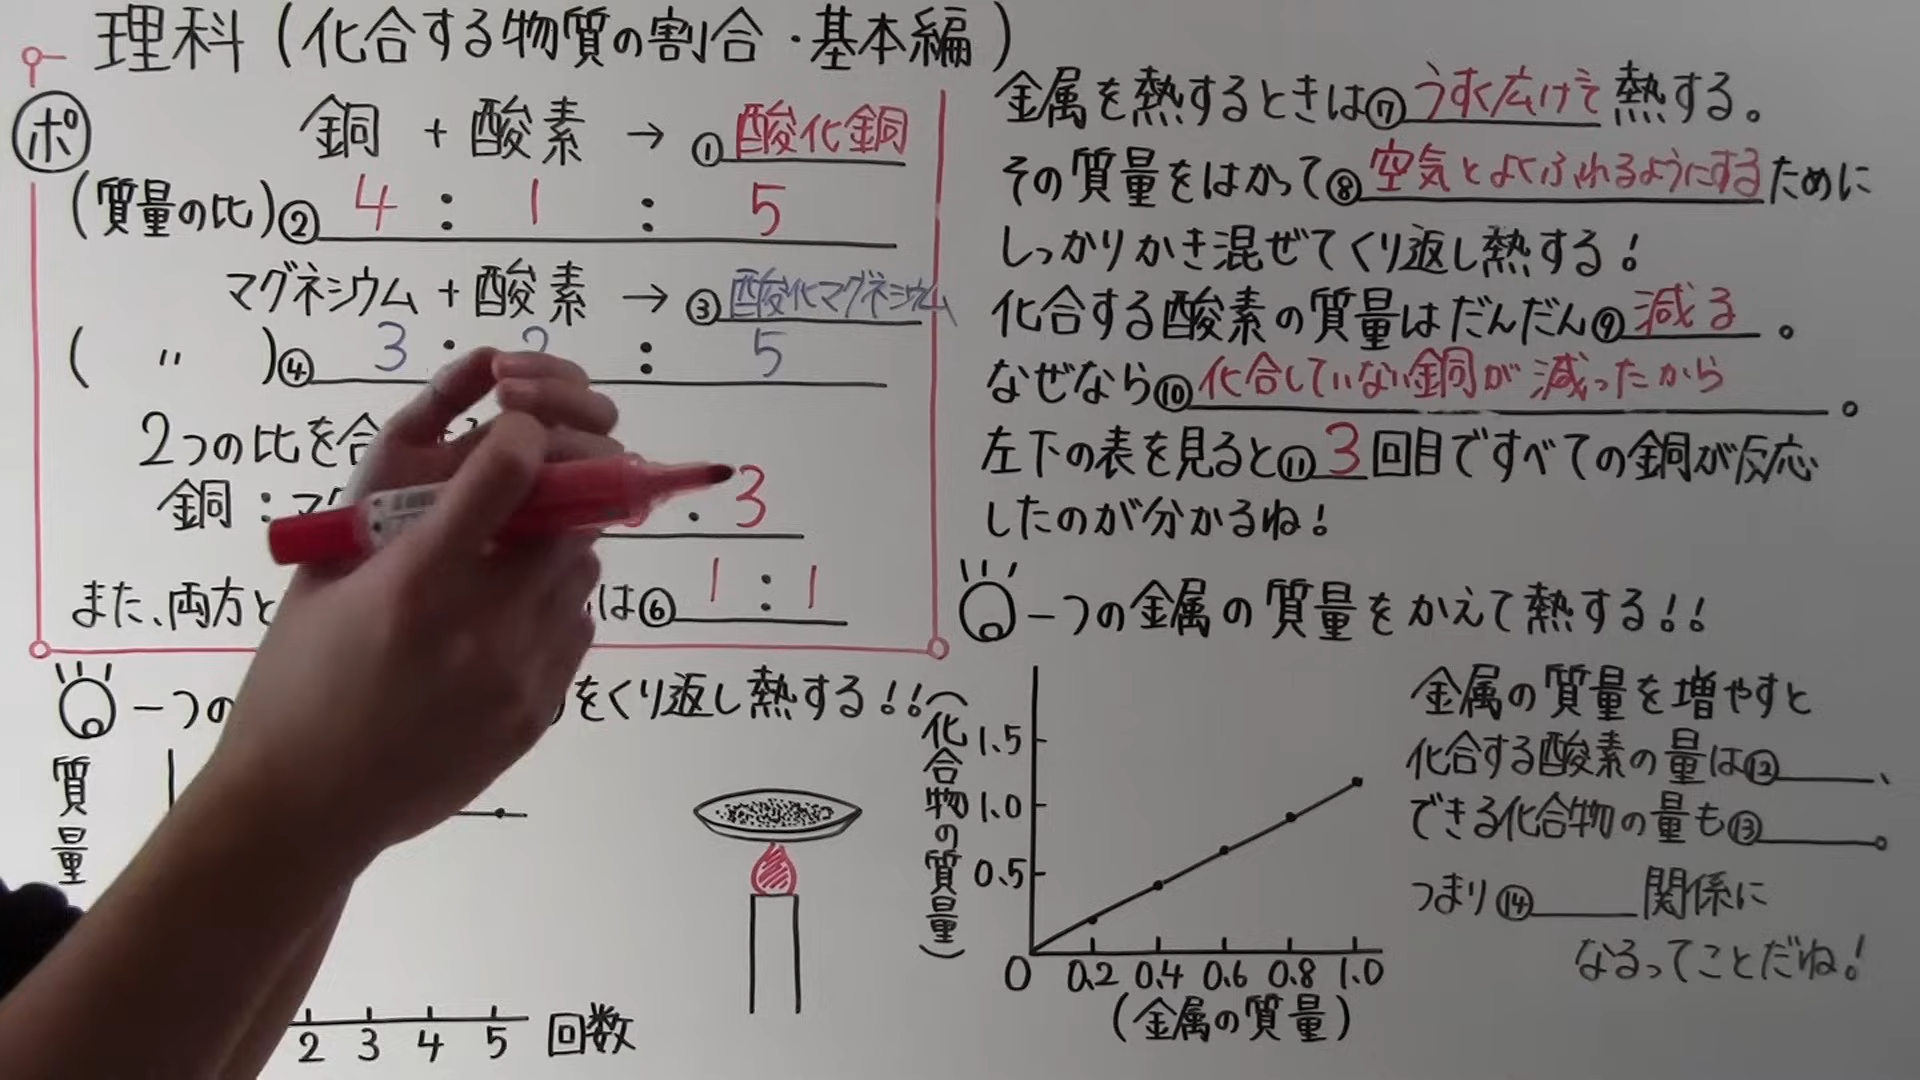 理科(化合する物質の割合・基本編)
ポ
銅 + 酸素 → ①酸化銅
(質量の比)② 4 : 1 : 5
マグネシウム + 酸素 → ③酸化マグネシウム
( 〃 )④ 3 : 2 : 5
2つの比を合
銅:マグ : 3
また、両方と は⑥ 1 : 1
一つの をくり返し熱する!!
質量
2 3 4 5 回数
金属を熱するときは⑦うすく広げて熱する。
その質量をはかって⑧空気とよくふれるようにするために
しっかりかき混ぜてくり返し熱する!
化合する酸素の質量はだんだん⑨減る。
なぜなら⑩化合していない銅が減ったから。
左下の表を見ると⑪3回目ですべての銅が反応
したのが分かるね!
一つの金属の質量をかえて熱する!!
(化合物の質量)
1.5
1.0
0.5
0 0.2 0.4 0.6 0.8 1.0
(金属の質量)
金属の質量を増やすと
化合する酸素の量は⑫、
できる化合物の量も⑬。
つまり⑭ 関係に
なるってことだね!